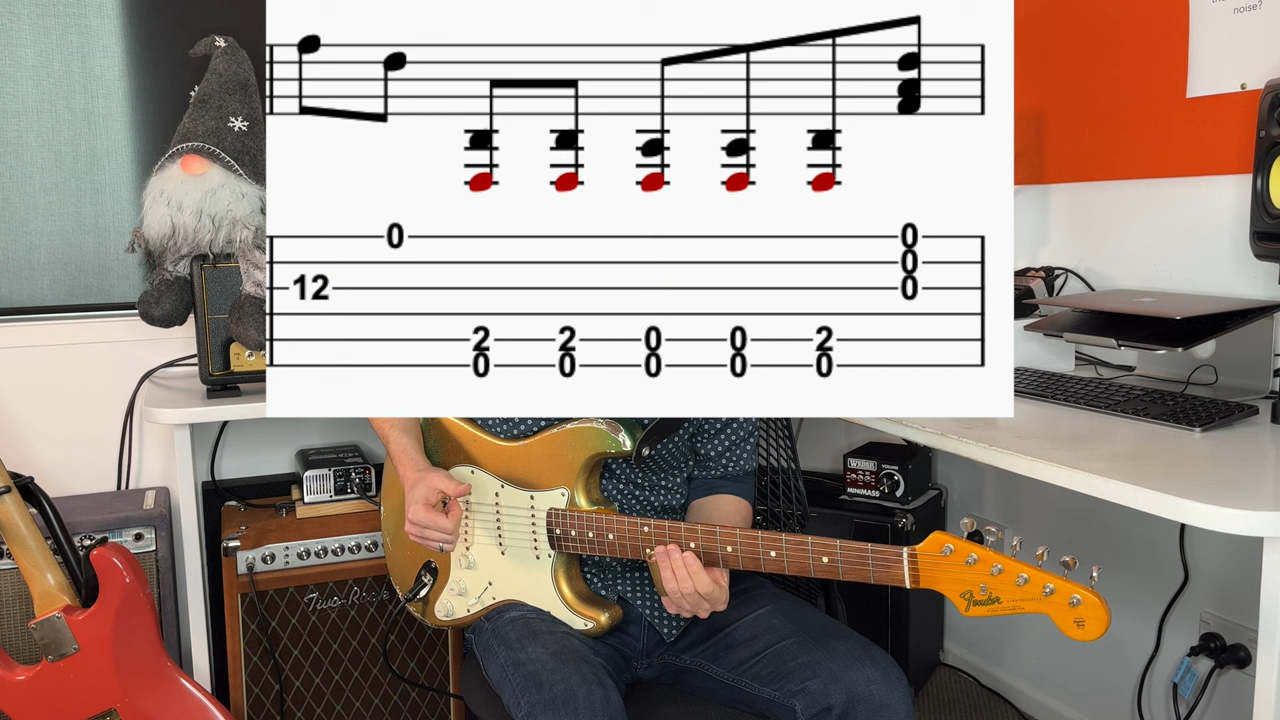 noise?
0 0
0
12 0
2 2 0 0 2
0 0 0 0 0
Two-Rock
WEBER
VOLUME
MINIMASS
Fender